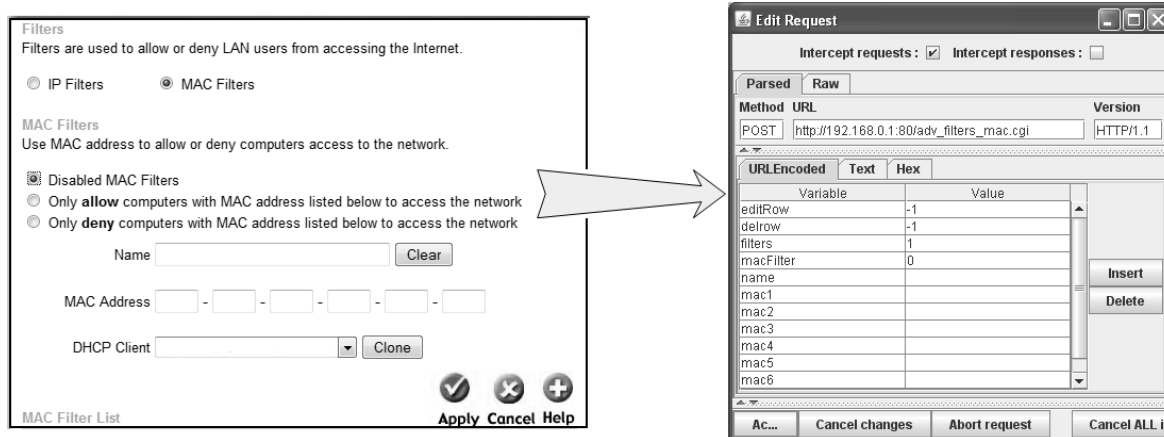 Filters
Filters are used to allow or deny LAN users from accessing the Internet.
IP Filters MAC Filters
MAC Filters
Use MAC address to allow or deny computers access to the network.
Disabled MAC Filters
Only allow computers with MAC address listed below to access the network
Only deny computers with MAC address listed below to access the network
Name Clear
MAC Address - - - - -
DHCP Client Clone
Apply Cancel Help
MAC Filter List
Edit Request
Intercept requests : Intercept responses :
Parsed Raw
Method URL Version
POST http://192.168.0.1:80/adv_filters_mac.cgi HTTP/1.1
URLEncoded Text Hex
Variable Value
editRow -1
delrow -1
filters 1
macFilter 0
name
mac1
mac2
mac3
mac4
mac5
mac6
Insert
Delete
Ac... Cancel changes Abort request Cancel ALL i